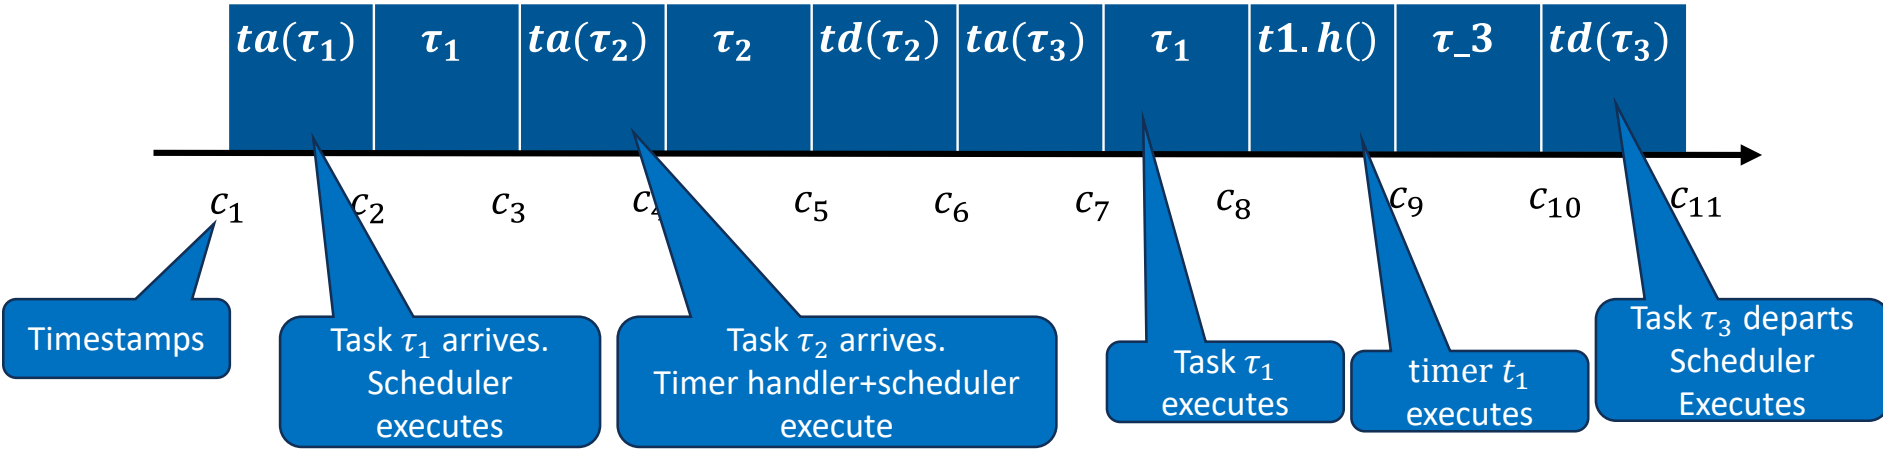 ta(τ₁) τ₁ ta(τ₂) τ₂ td(τ₂) ta(τ₃) τ₁ t1.h() τ_3 td(τ₃)
c₁ c₂ c₃ c₄ c₅ c₆ c₇ c₈ c₉ c₁₀ c₁₁
Timestamps
Task τ₁ arrives.
Scheduler
executes
Task τ₂ arrives.
Timer handler+scheduler
execute
Task τ₁
executes
timer t₁
executes
Task τ₃ departs
Scheduler
Executes